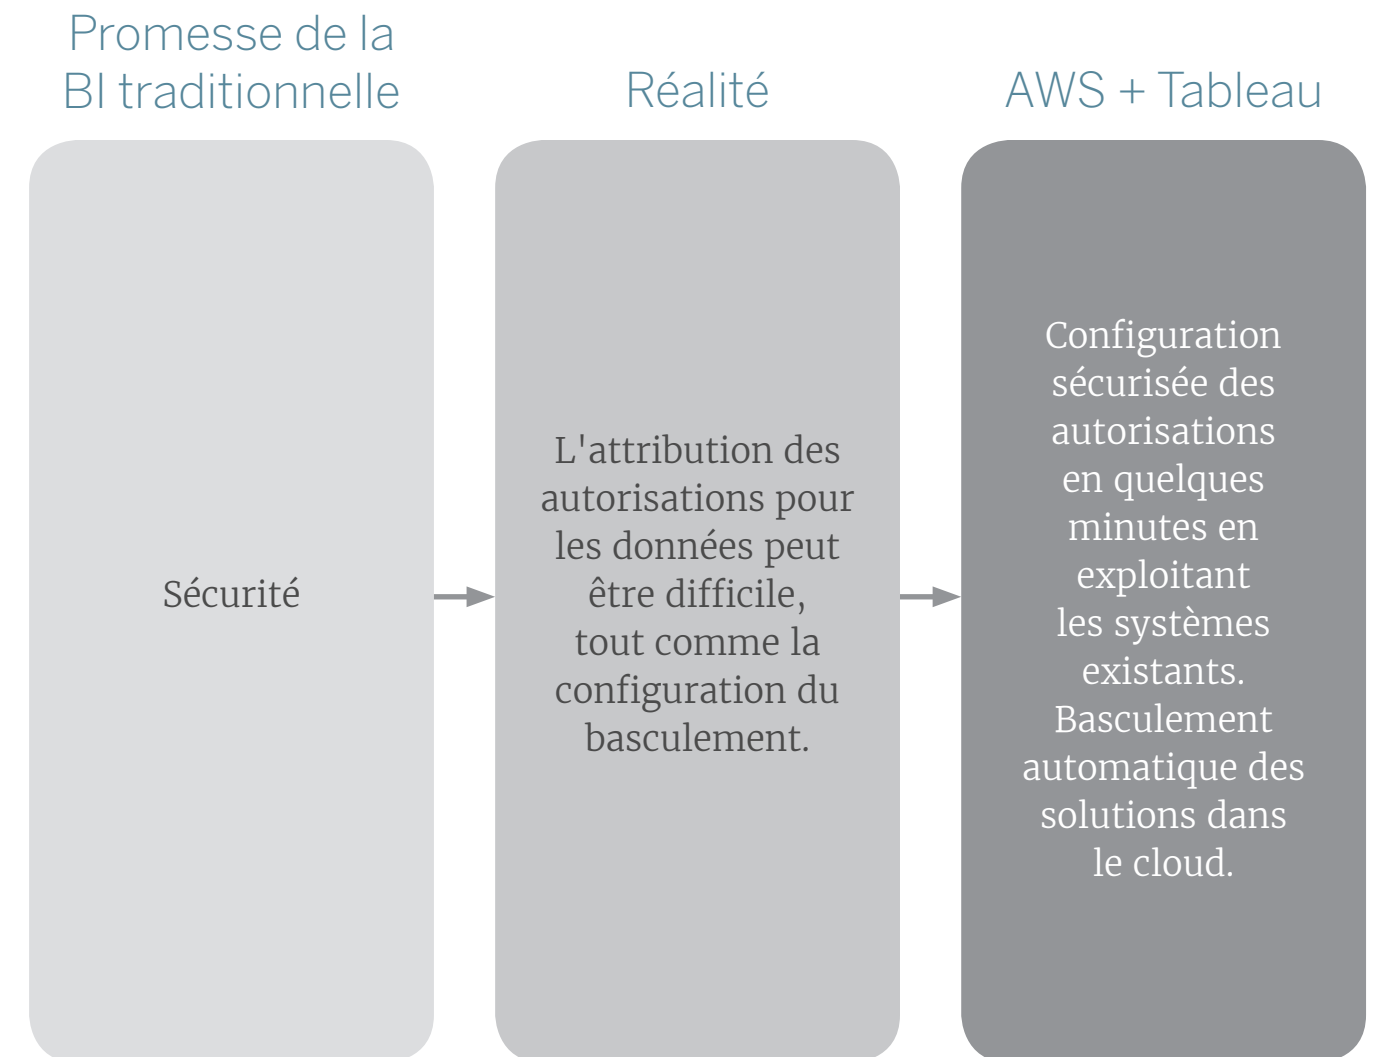 Promesse de la
BI traditionnelle
Réalité
AWS + Tableau
Sécurité
L'attribution des
autorisations pour
les données peut
être difficile,
tout comme la
configuration du
basculement.
Configuration
sécurisée des
autorisations
en quelques
minutes en
exploitant
les systèmes
existants.
Basculement
automatique des
solutions dans
le cloud.